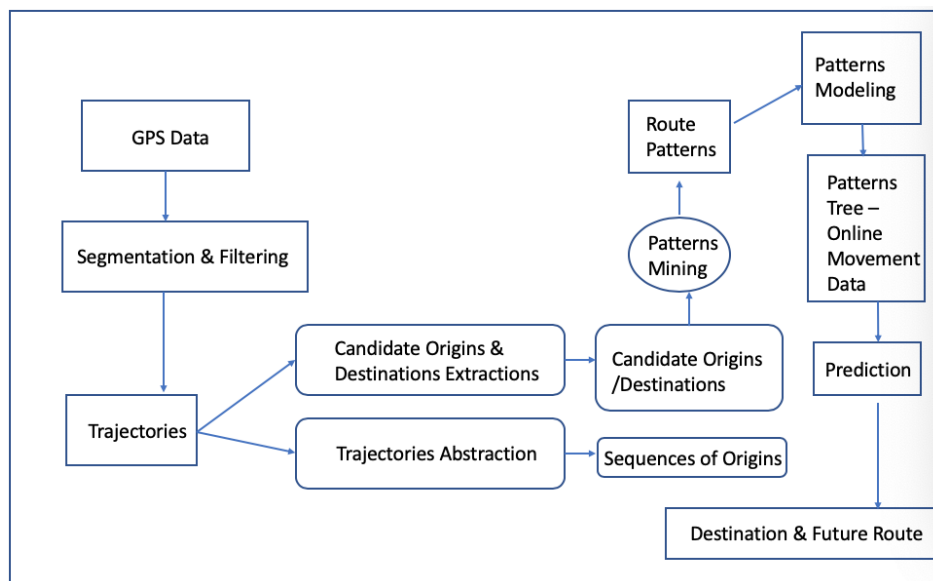 GPS Data
Segmentation & Filtering
Trajectories
Candidate Origins &
Destinations Extractions
Trajectories Abstraction
Candidate Origins
/Destinations
Sequences of Origins
Patterns
Mining
Route
Patterns
Patterns
Modeling
Patterns
Tree –
Online
Movement
Data
Prediction
Destination & Future Route